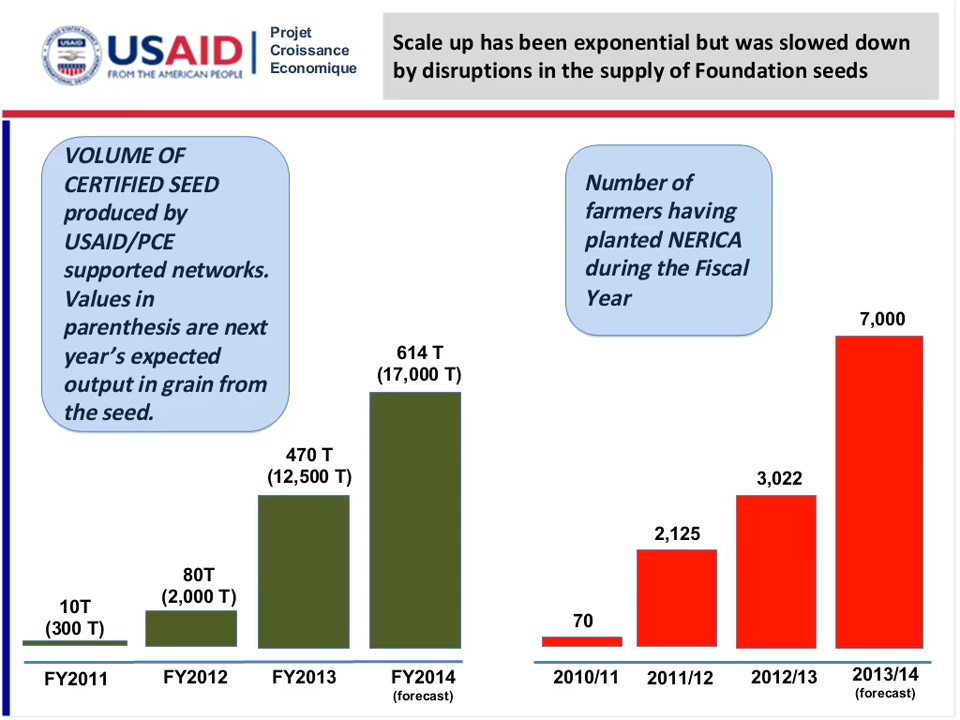 USAID
FROM THE AMERICAN PEOPLE
Projet
Croissance
Economique
Scale up has been exponential but was slowed down
by disruptions in the supply of Foundation seeds
VOLUME OF
CERTIFIED SEED
produced by
USAID/PCE
supported networks.
Values in
parenthesis are next
year’s expected
output in grain from
the seed.
10T
(300 T)
80T
(2,000 T)
470 T
(12,500 T)
614 T
(17,000 T)
FY2011
FY2012
FY2013
FY2014
(forecast)
Number of
farmers having
planted NERICA
during the Fiscal
Year
70
2,125
3,022
7,000
2010/11
2011/12
2012/13
2013/14
(forecast)